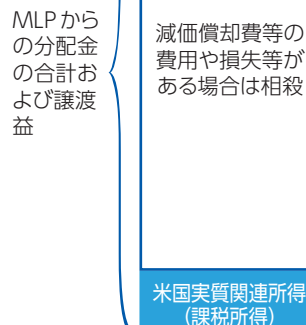 MLPから
の分配金
の合計お
よび譲渡
益
減価償却費等の
費用や損失等が
ある場合は相殺
米国実質関連所得
(課税所得)